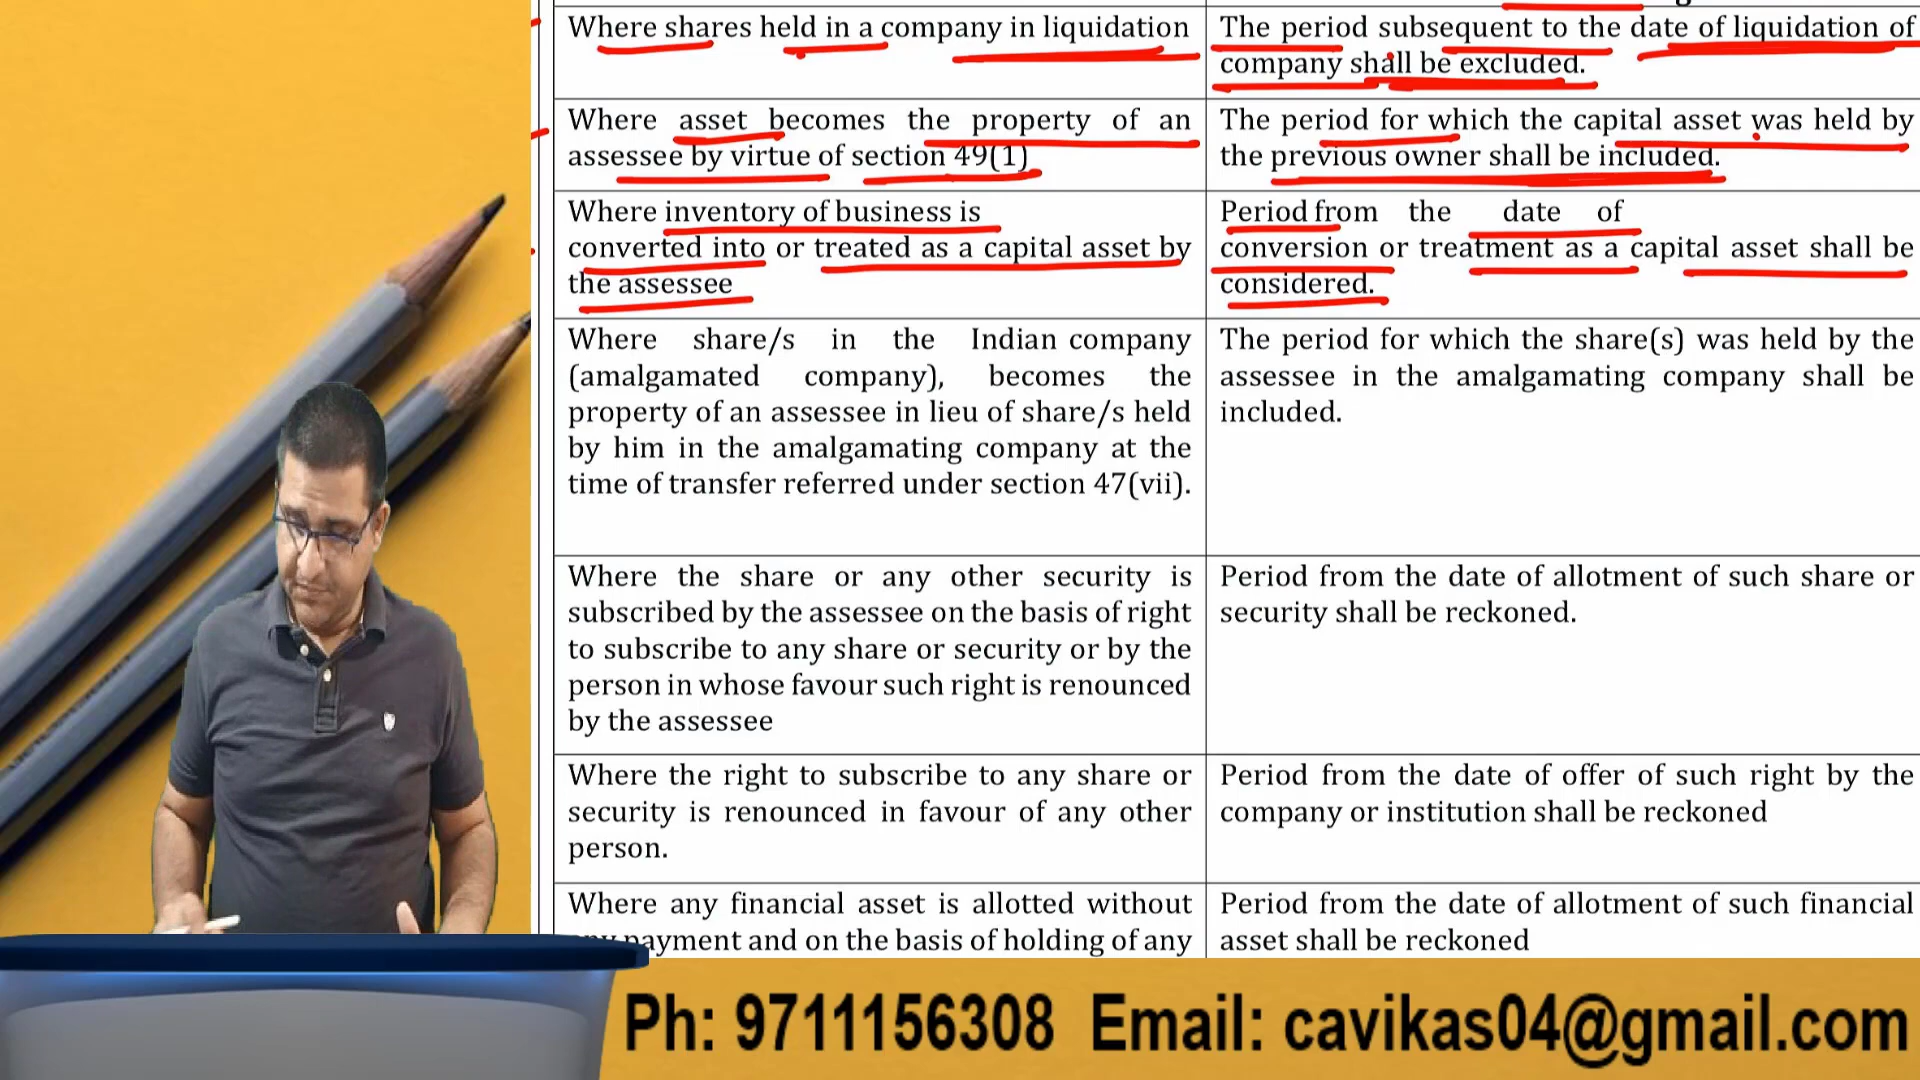 Where shares held in a company in liquidation
The period subsequent to the date of liquidation of
company shall be excluded.
Where asset becomes the property of an
assessee by virtue of section 49(1)
The period for which the capital asset was held by
the previous owner shall be included.
Where inventory of business is
converted into or treated as a capital asset by
the assessee
Period from the date of
conversion or treatment as a capital asset shall be
considered.
Where share/s in the Indian company
(amalgamated company), becomes the
property of an assessee in lieu of share/s held
by him in the amalgamating company at the
time of transfer referred under section 47(vii).
The period for which the share(s) was held by the
assessee in the amalgamating company shall be
included.
Where the share or any other security is
subscribed by the assessee on the basis of right
to subscribe to any share or security or by the
person in whose favour such right is renounced
by the assessee
Period from the date of allotment of such share or
security shall be reckoned.
Where the right to subscribe to any share or
security is renounced in favour of any other
person.
Period from the date of offer of such right by the
company or institution shall be reckoned
Where any financial asset is allotted without
payment and on the basis of holding of any
Period from the date of allotment of such financial
asset shall be reckoned
Ph: 9711156308 Email: cavikas04@gmail.com